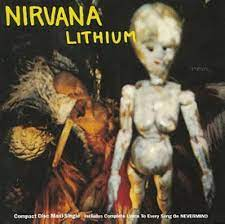 NIRVANA
LITHIUM
Compact Disc Maxi-Single Includes Complete Lyrics To Every Song On NEVERMIND